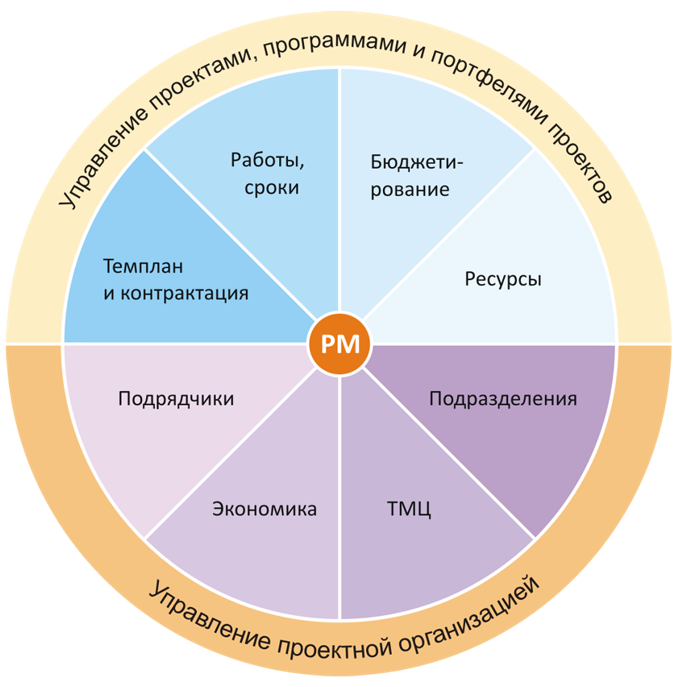 Управление проектами, программами и портфелями проектов
Работы,
сроки
Бюджети-
рование
Темплан
и контрактация
Ресурсы
PM
Подрядчики
Подразделения
Экономика
ТМЦ
Управление проектной организацией